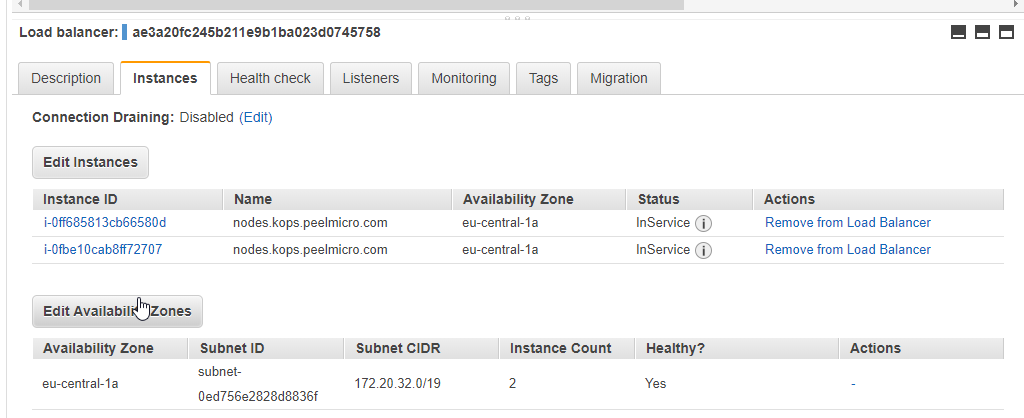 Load balancer: ae3a20fc245b211e9b1ba023d0745758
Description Instances Health check Listeners Monitoring Tags Migration
Connection Draining: Disabled (Edit)
Edit Instances
Instance ID Name Availability Zone Status Actions
i-0ff685813cb66580d nodes.kops.peelmicro.com eu-central-1a InService i Remove from Load Balancer
i-0fbe10cab8ff72707 nodes.kops.peelmicro.com eu-central-1a InService i Remove from Load Balancer
Edit Availability Zones
Availability Zone Subnet ID Subnet CIDR Instance Count Healthy? Actions
eu-central-1a subnet-0ed756e2828d8836f 172.20.32.0/19 2 Yes -